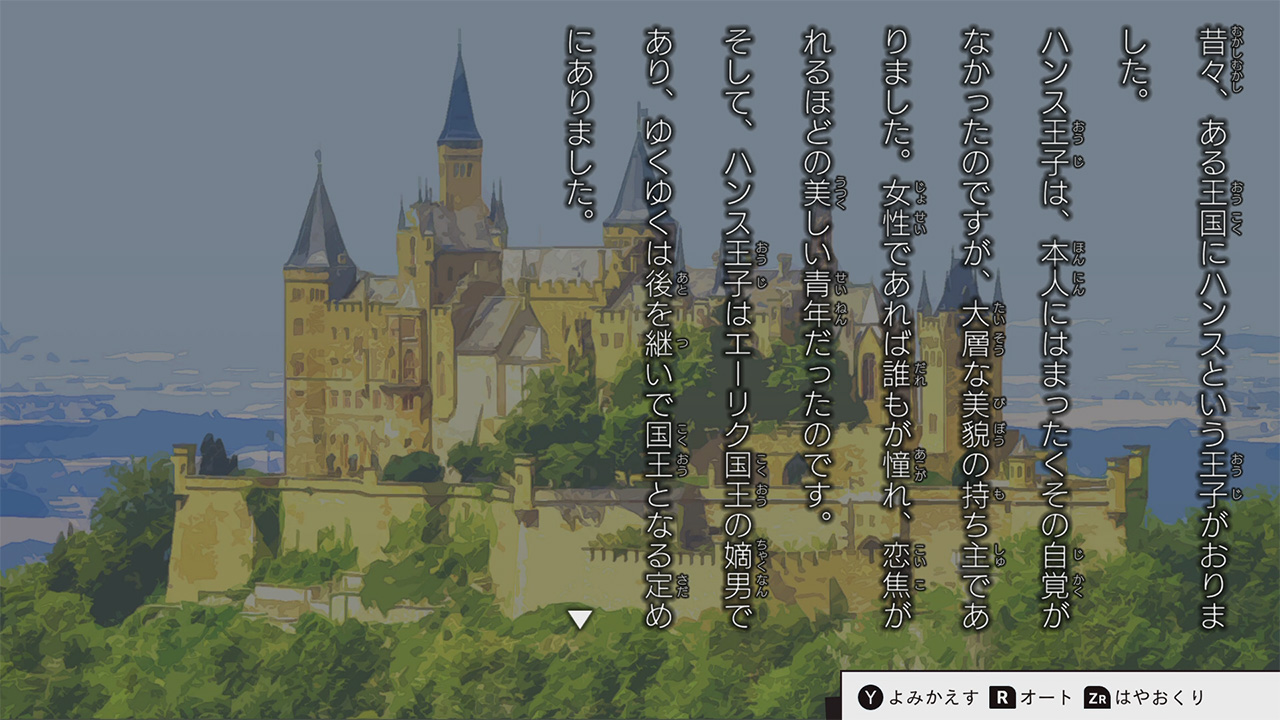 昔々、ある王国にハンスという王子がおりま
した。
ハンス王子は、本人にはまったくその自覚が
なかったのですが、大層な美貌の持ち主であ
りました。女性であれば誰もが憧れ、恋焦が
れるほどの美しい青年だったのです。
そして、ハンス王子はエーリク国王の嫡男で
あり、ゆくゆくは後を継いで国王となる定め
にありました。
Y よみかえす R オート ZR はやおくり